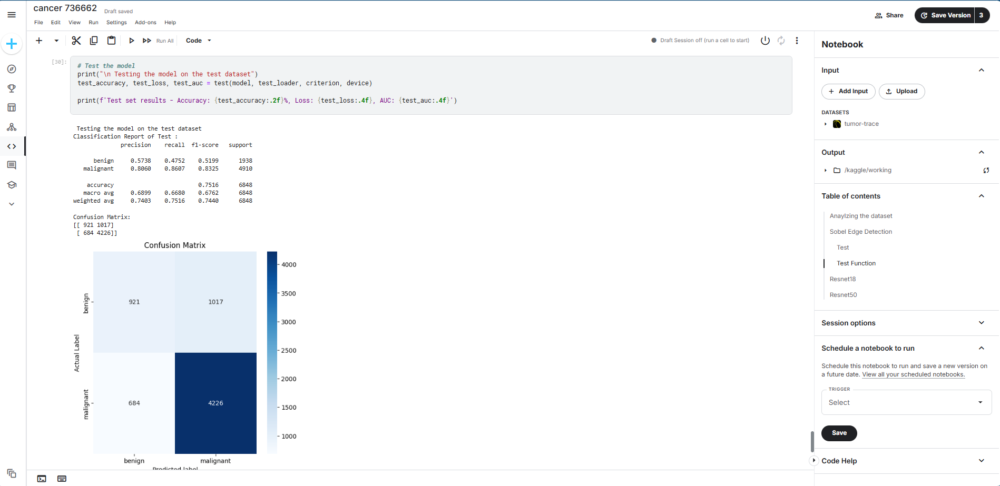 cancer 736662
Draft saved
File Edit View Run Settings Add-ons Help
Share
Save Version 3
Run All
Code
Draft Session off (run a cell to start)
[30]:
# Test the model
print("\n Testing the model on the test dataset")
test_accuracy, test_loss, test_auc = test(model, test_loader, criterion, device)
print(f'Test set results - Accuracy: {test_accuracy:.2f}%, Loss: {test_loss:.4f}, AUC: {test_auc:.4f}')
Testing the model on the test dataset
Classification Report of Test :
precision recall f1-score support
benign 0.5738 0.4752 0.5199 1938
malignant 0.8060 0.8607 0.8325 4910
accuracy 0.7516 6848
macro avg 0.6899 0.6680 0.6762 6848
weighted avg 0.7403 0.7516 0.7440 6848
Confusion Matrix:
[[ 921 1017]
[ 684 4226]]
Confusion Matrix
Actual Label
benign
malignant
921 1017
684 4226
benign malignant
Predicted label
4000
3500
3000
2500
2000
1500
1000
Notebook
Input
+ Add Input
Upload
DATASETS
tumor-trace
Output
/kaggle/working
Table of contents
Anaylzing the dataset
Sobel Edge Detection
Test
Test Function
Resnet18
Resnet50
Session options
Schedule a notebook to run
Schedule this notebook to run and save a new version on
a future date. View all your scheduled notebooks.
TRIGGER
Select
Save
Code Help